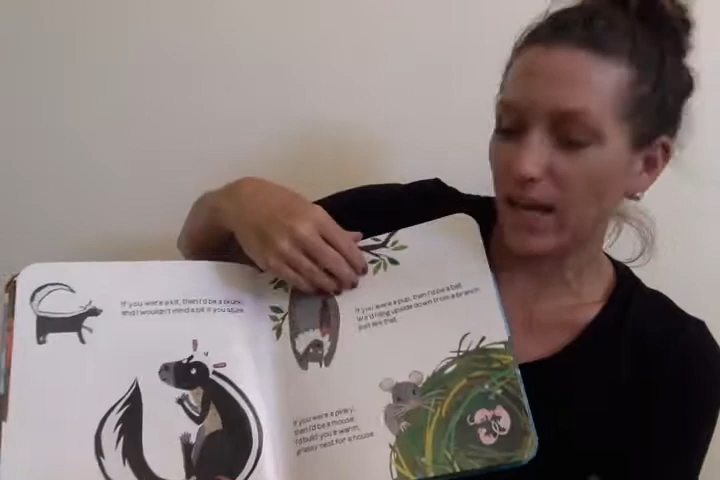 If you were a kit, then I'd be a skunk,
and I wouldn't mind a bit if you stunk.
If you were a pup, then I'd be a bat.
We'd hang upside down from a branch
just like that.
If you were a pinky,
then I'd be a mouse.
I'd build you a warm,
grassy nest for a house.